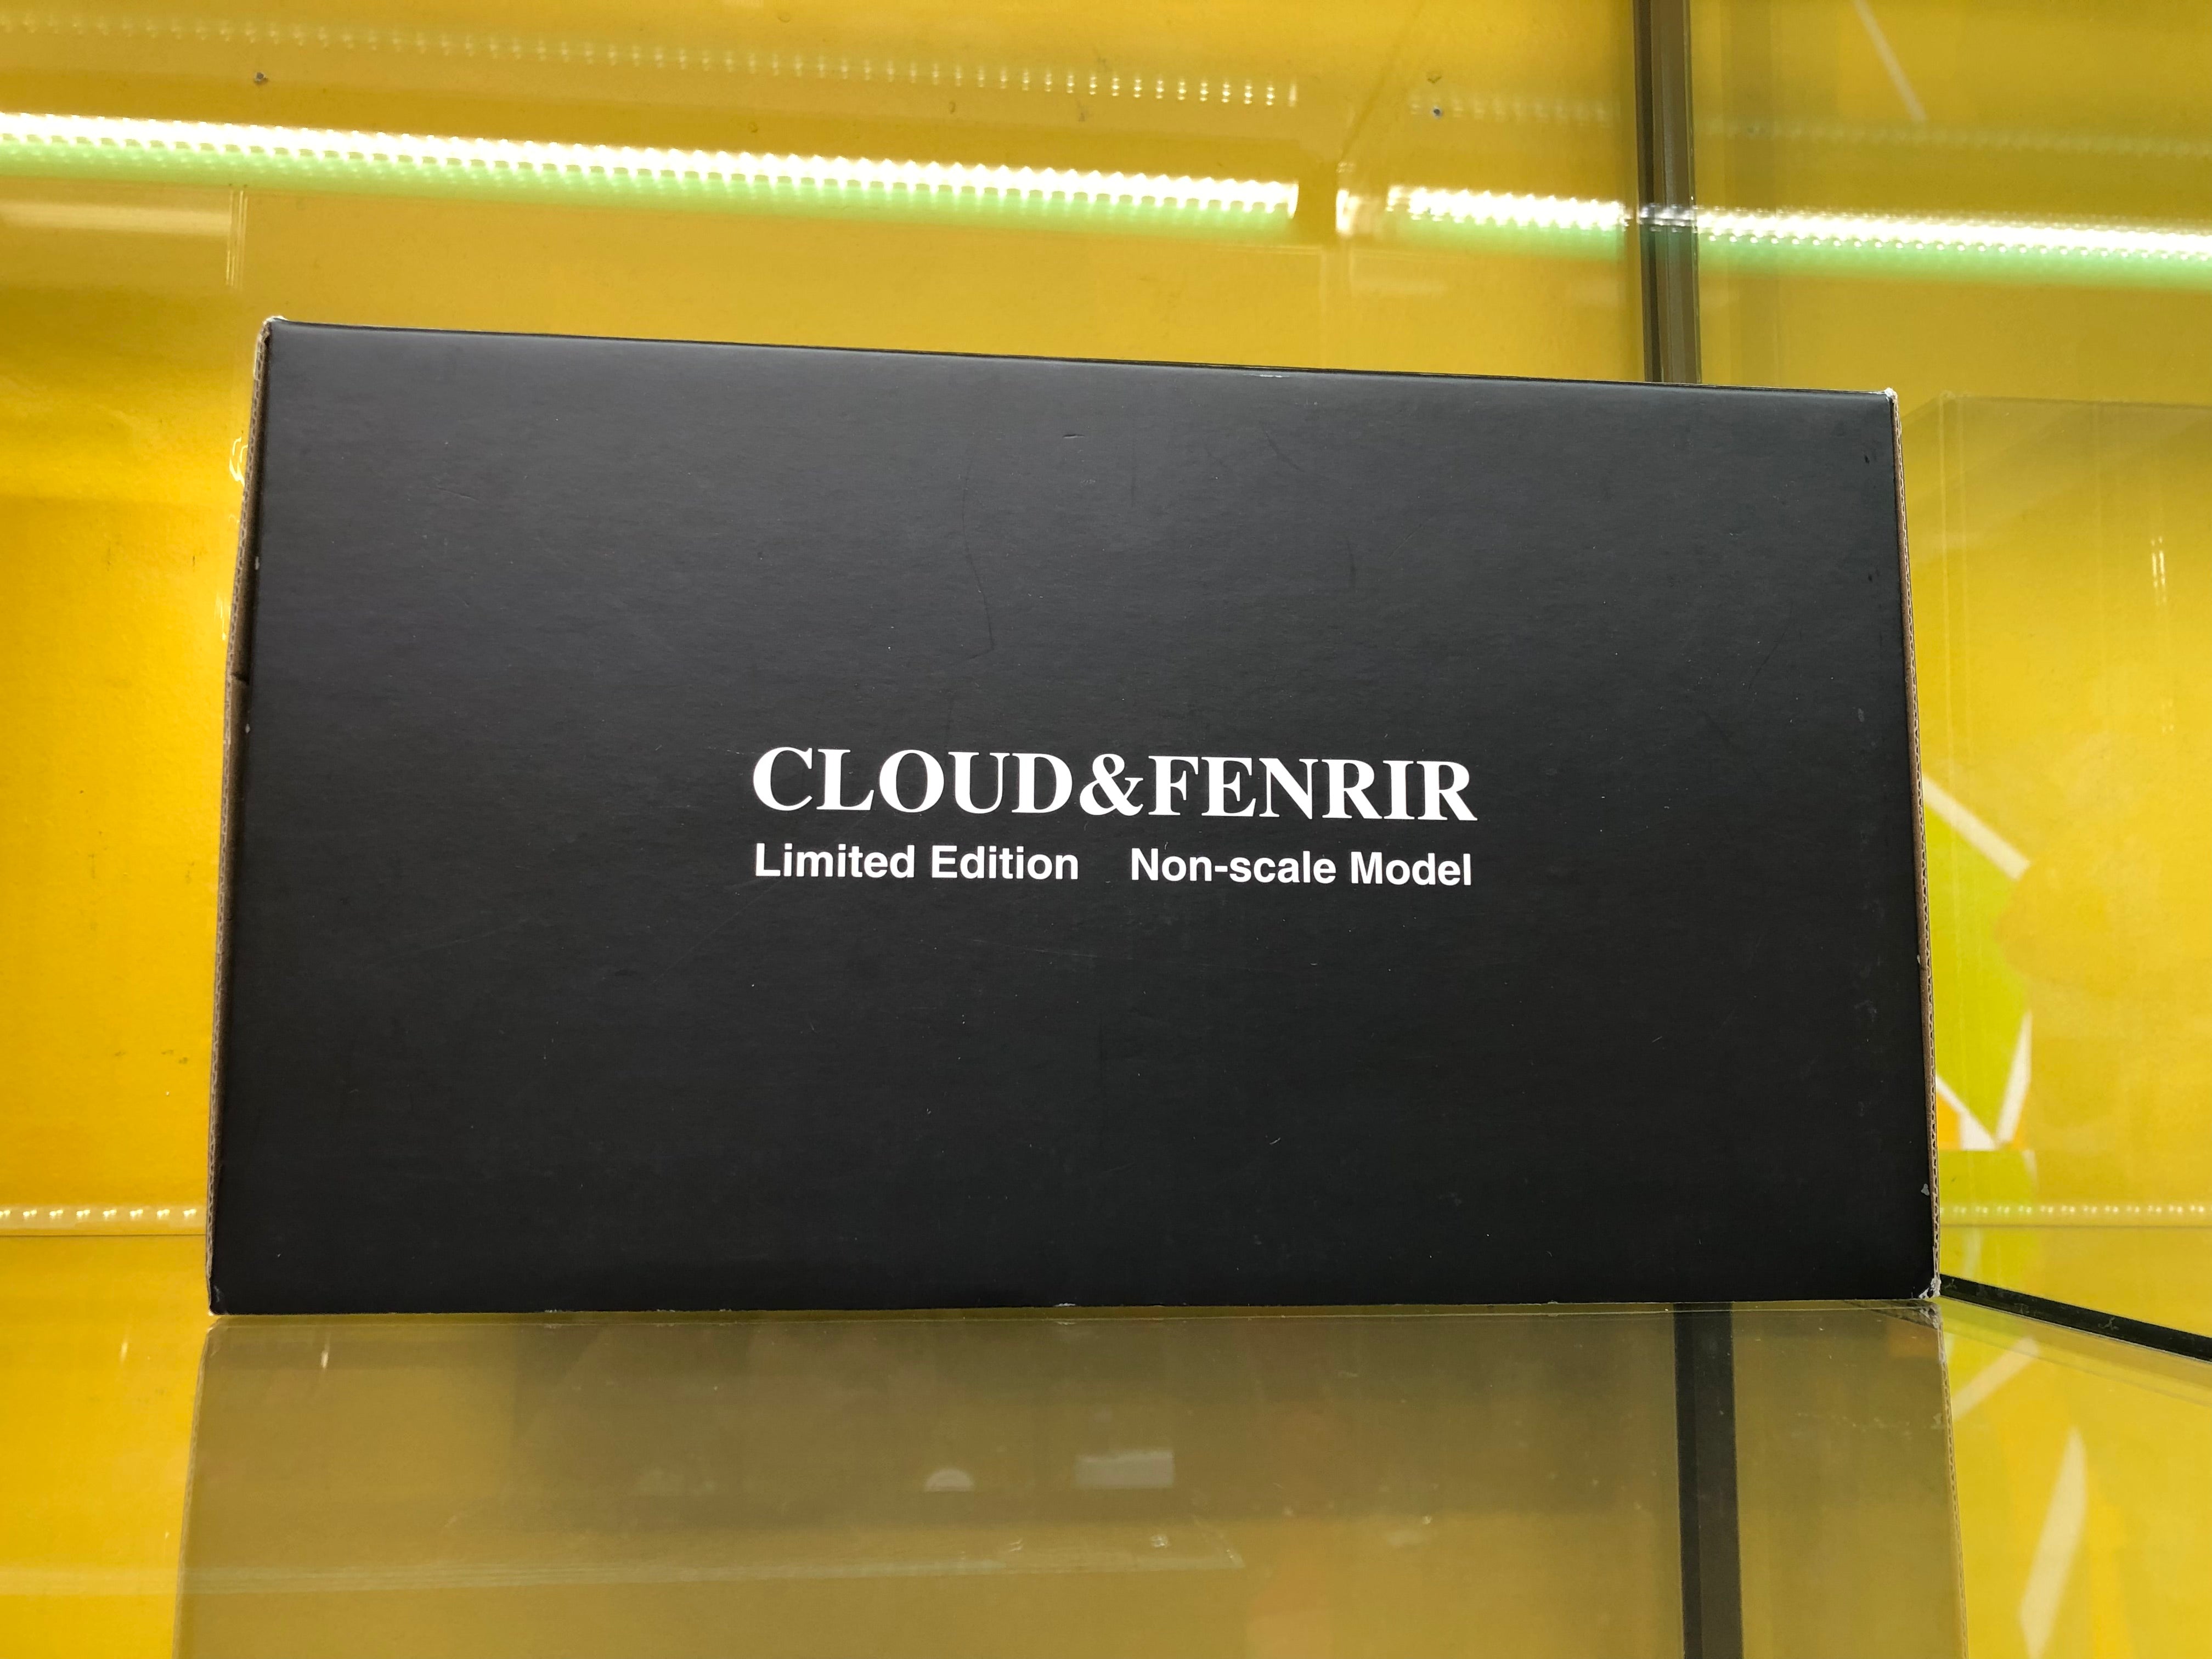 CLOUD&FENRIR
Limited Edition Non-scale Model